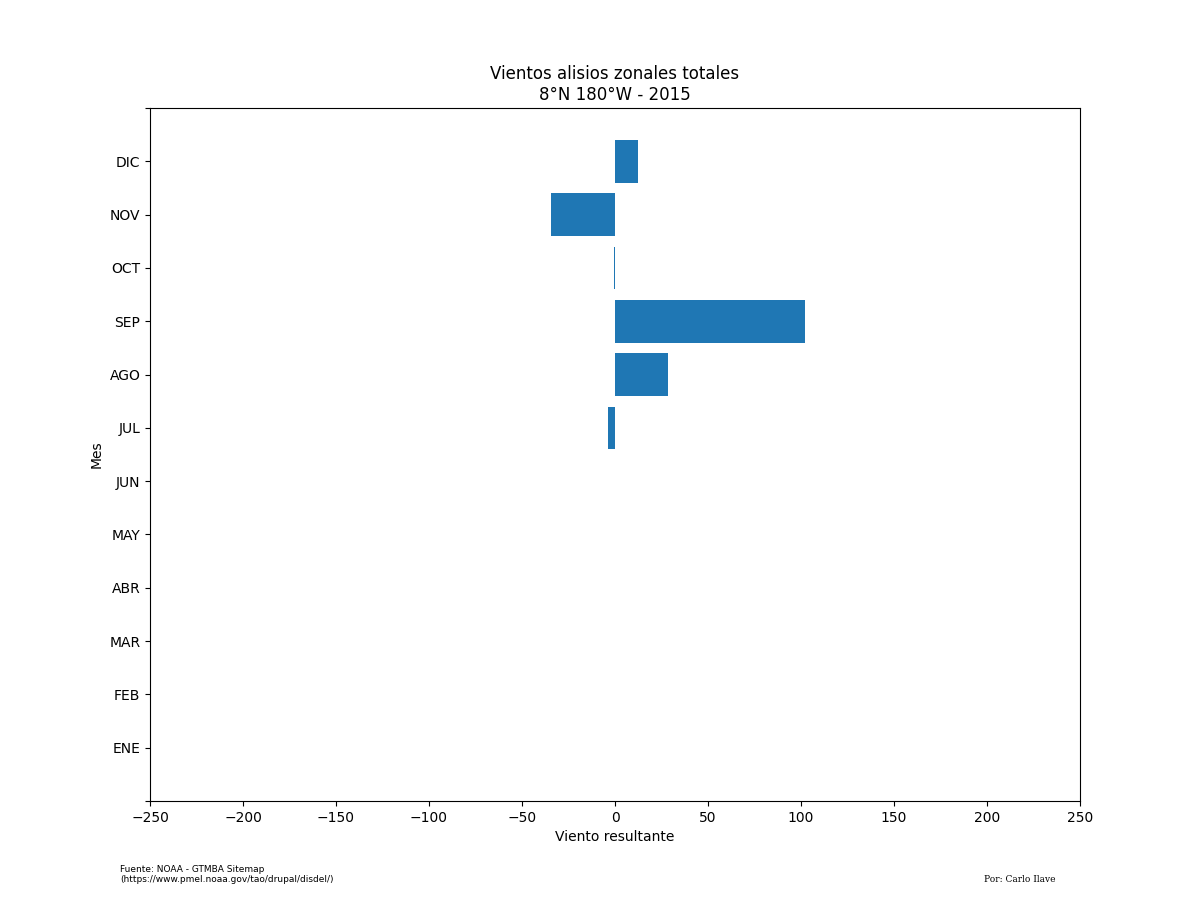 Vientos alisios zonales totales
8°N 180°W - 2015
DIC
NOV
OCT
SEP
AGO
JUL
JUN
MAY
ABR
MAR
FEB
ENE
Mes
−250 −200 −150 −100 −50 0 50 100 150 200 250
Viento resultante
Fuente: NOAA - GTMBA Sitemap
(https://www.pmel.noaa.gov/tao/drupal/disdel/)
Por: Carlo Ilave